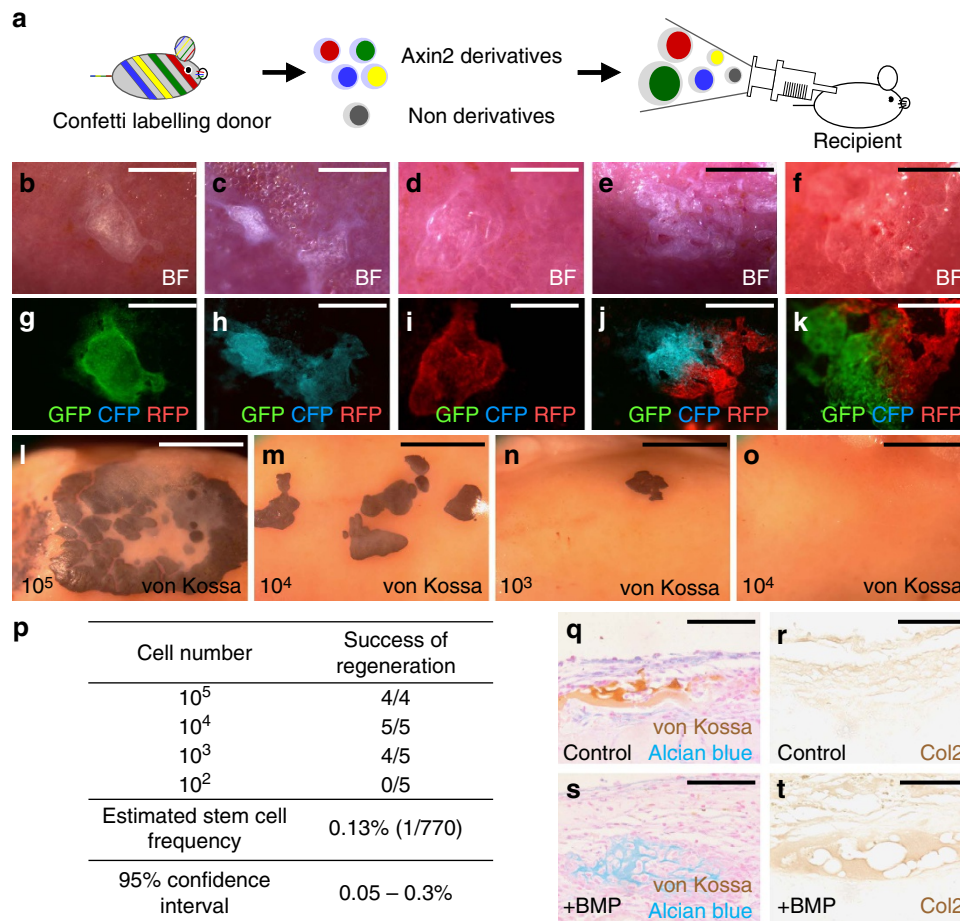 a
Axin2 derivatives
Non derivatives
Confetti labelling donor
Recipient
b
BF
c
BF
d
BF
e
BF
f
BF
g
GFP CFP RFP
h
GFP CFP RFP
i
GFP CFP RFP
j
GFP CFP RFP
k
GFP CFP RFP
l
10⁵ von Kossa
m
10⁴ von Kossa
n
10³ von Kossa
o
10⁴ von Kossa
p
Cell number Success of
regeneration
10⁵ 4/4
10⁴ 5/5
10³ 4/5
10² 0/5
Estimated stem cell
frequency
0.13% (1/770)
95% confidence
interval
0.05 – 0.3%
q
von Kossa
Control Alcian blue
r
Control Col2
s
von Kossa
+BMP Alcian blue
t
+BMP Col2